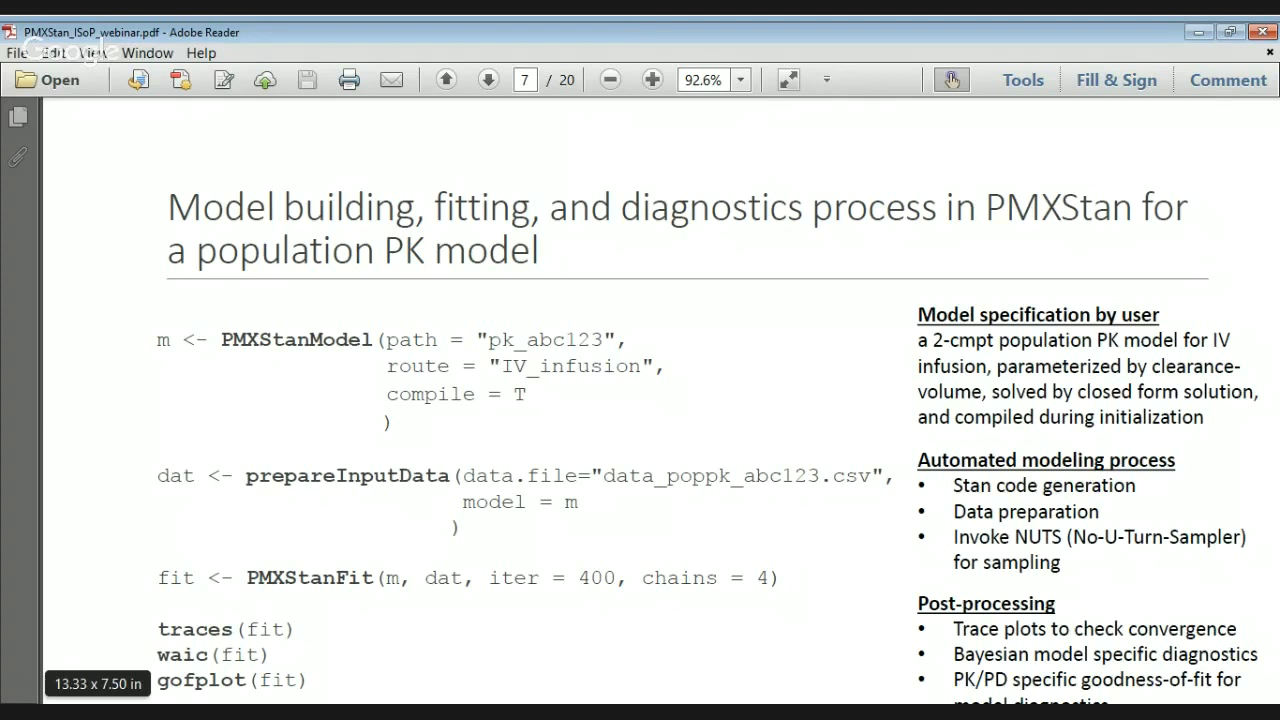 PMXStan_ISoP_webinar.pdf - Adobe Reader
Google
File Edit View Window Help
Open
7 / 20
92.6%
Tools
Fill & Sign
Comment
Model building, fitting, and diagnostics process in PMXStan for
a population PK model
m <- PMXStanModel(path = "pk_abc123",
route = "IV_infusion",
compile = T
)
dat <- prepareInputData(data.file="data_poppk_abc123.csv",
model = m
)
fit <- PMXStanFit(m, dat, iter = 400, chains = 4)
traces(fit)
waic(fit)
gofplot(fit)
Model specification by user
a 2-cmpt population PK model for IV
infusion, parameterized by clearance-
volume, solved by closed form solution,
and compiled during initialization
Automated modeling process
• Stan code generation
• Data preparation
• Invoke NUTS (No-U-Turn-Sampler)
for sampling
Post-processing
• Trace plots to check convergence
• Bayesian model specific diagnostics
• PK/PD specific goodness-of-fit for
model diagnostics
13.33 x 7.50 in